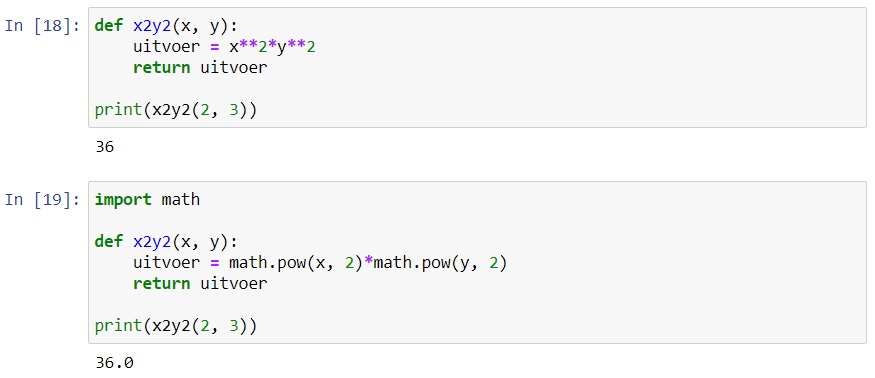 In [18]: def x2y2(x, y):
    uitvoer = x**2*y**2
    return uitvoer
print(x2y2(2, 3))
36
In [19]: import math
def x2y2(x, y):
    uitvoer = math.pow(x, 2)*math.pow(y, 2)
    return uitvoer
print(x2y2(2, 3))
36.0